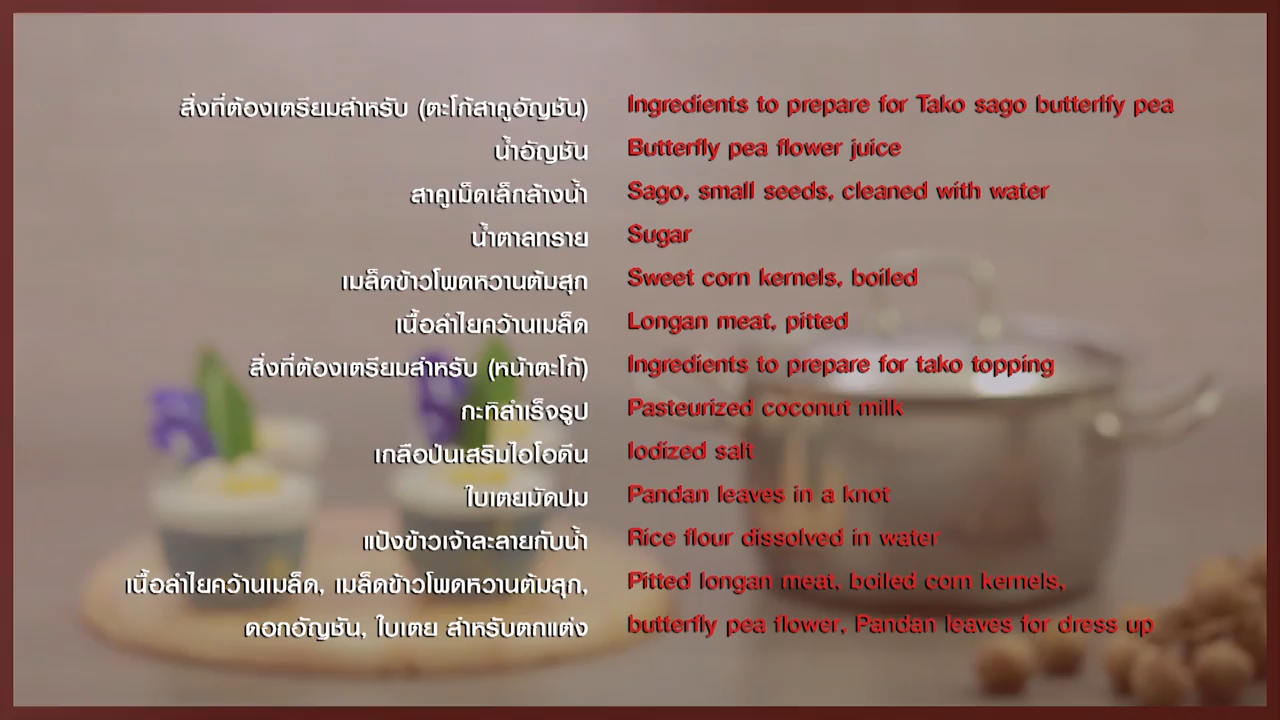 สิ่งที่ต้องเตรียมสำหรับ (ตะโก้สาคูอัญชัน) Ingredients to prepare for Tako sago butterlfy pea
น้ำอัญชัน Butterfly pea flower juice
สาคูเม็ดเล็กล้างน้ำ Sago, small seeds, cleaned with water
น้ำตาลทราย Sugar
เมล็ดข้าวโพดหวานต้มสุก Sweet corn kernels, boiled
เนื้อลำไยคว้านเมล็ด Longan meat, pitted
สิ่งที่ต้องเตรียมสำหรับ (หน้าตะโก้) Ingredients to prepare for tako topping
กะทิสำเร็จรูป Pasteurized coconut milk
เกลือป่นเสริมไอโอดีน Iodized salt
ใบเตยมัดปม Pandan leaves in a knot
แป้งข้าวเจ้าละลายกับน้ำ Rice flour dissolved in water
เนื้อลำไยคว้านเมล็ด, เมล็ดข้าวโพดหวานต้มสุก, Pitted longan meat, boiled corn kernels,
ดอกอัญชัน, ใบเตย สำหรับตกแต่ง butterfly pea flower, Pandan leaves for dress up